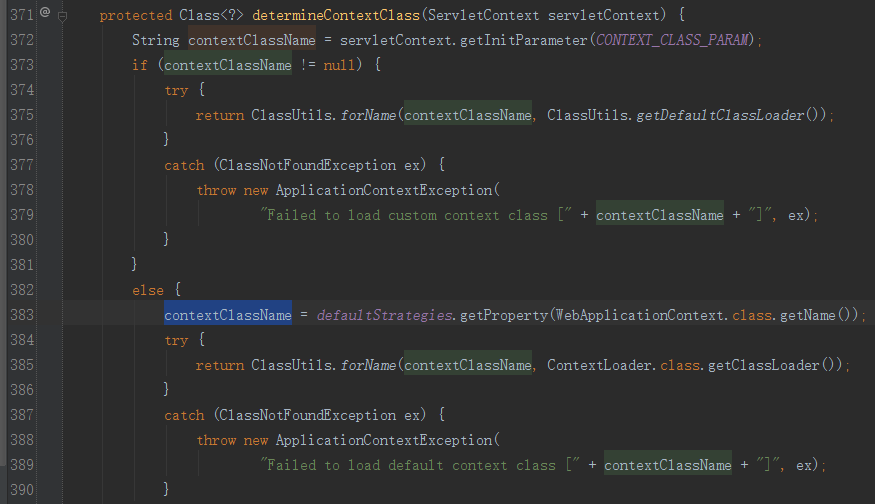 371 @ protected Class<?> determineContextClass(ServletContext servletContext) {
372 String contextClassName = servletContext.getInitParameter(CONTEXT_CLASS_PARAM);
373 if (contextClassName != null) {
374 try {
375 return ClassUtils.forName(contextClassName, ClassUtils.getDefaultClassLoader());
376 }
377 catch (ClassNotFoundException ex) {
378 throw new ApplicationContextException(
379 "Failed to load custom context class [" + contextClassName + "]", ex);
380 }
381 }
382 else {
383 contextClassName = defaultStrategies.getProperty(WebApplicationContext.class.getName());
384 try {
385 return ClassUtils.forName(contextClassName, ContextLoader.class.getClassLoader());
386 }
387 catch (ClassNotFoundException ex) {
388 throw new ApplicationContextException(
389 "Failed to load default context class [" + contextClassName + "]", ex);
390 }